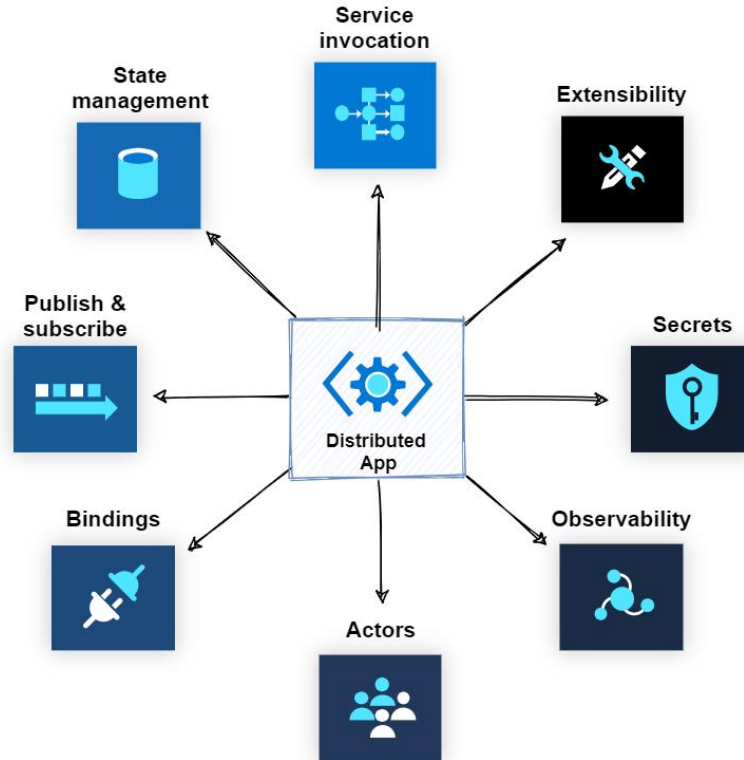 Service
invocation
State
management
Extensibility
Publish &
subscribe
Secrets
Distributed
App
Bindings
Observability
Actors